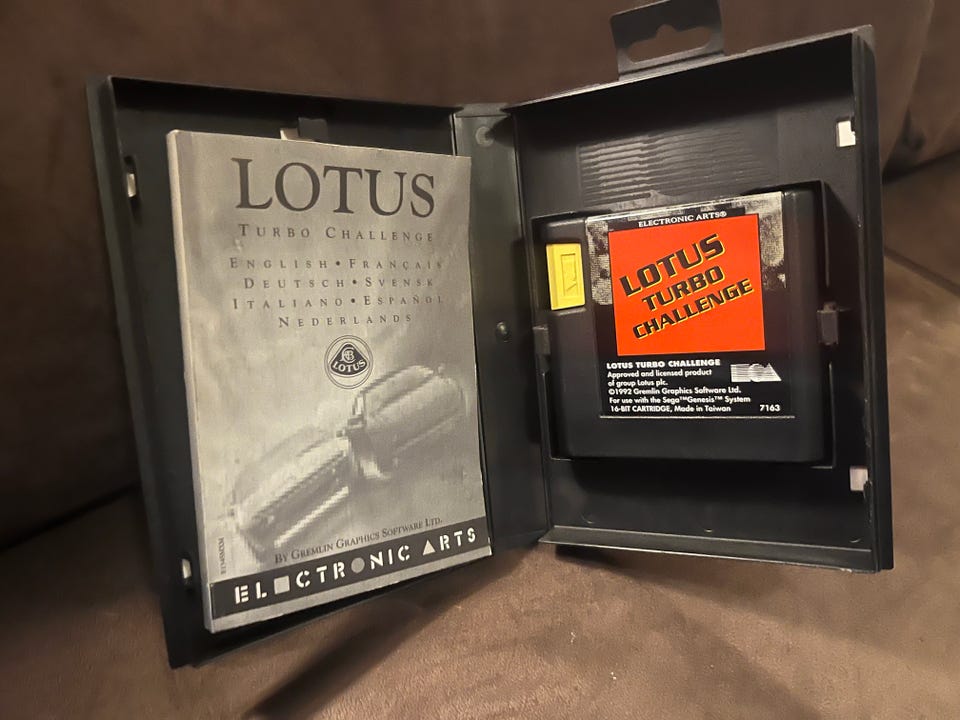 LOTUS
TURBO CHALLENGE
ENGLISH • FRANÇAIS
DEUTSCH • SVENSK
ITALIANO • ESPAÑOL
NEDERLANDS
LOTUS
BY GREMLIN GRAPHICS SOFTWARE LTD.
ELECTRONIC ARTS
ELECTRONIC ARTS®
LOTUS
TURBO
CHALLENGE
LOTUS TURBO CHALLENGE
Approved and licensed product
of group Lotus plc.
©1992 Gremlin Graphics Software Ltd.
For use with the Sega™Genesis™ System
16-BIT CARTRIDGE, Made in Taiwan
7163
EA